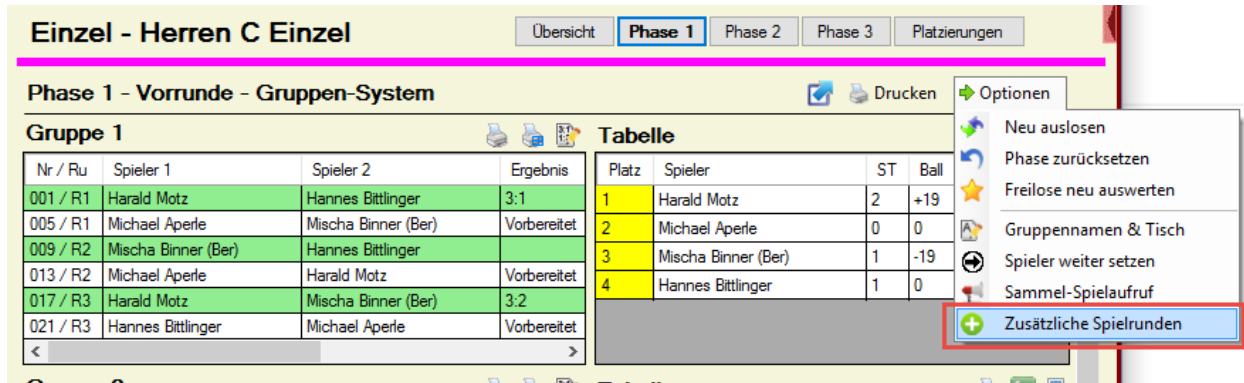 Einzel - Herren C Einzel
Übersicht Phase 1 Phase 2 Phase 3 Platzierungen
Phase 1 - Vorrunde - Gruppen-System
Drucken Optionen
Gruppe 1
Nr / Ru Spieler 1 Spieler 2 Ergebnis
001 / R1 Harald Motz Hannes Bittlinger 3:1
005 / R1 Michael Aperle Mischa Binner (Ber) Vorbereitet
009 / R2 Mischa Binner (Ber) Hannes Bittlinger
013 / R2 Michael Aperle Harald Motz Vorbereitet
017 / R3 Harald Motz Mischa Binner (Ber) 3:2
021 / R3 Hannes Bittlinger Michael Aperle Vorbereitet
Tabelle
Platz Spieler ST Ball
1 Harald Motz 2 +19
2 Michael Aperle 0 0
3 Mischa Binner (Ber) 1 -19
4 Hannes Bittlinger 1 0
Neu auslosen
Phase zurücksetzen
Freilose neu auswerten
Gruppennamen & Tisch
Spieler weiter setzen
Sammel-Spielaufruf
Zusätzliche Spielrunden